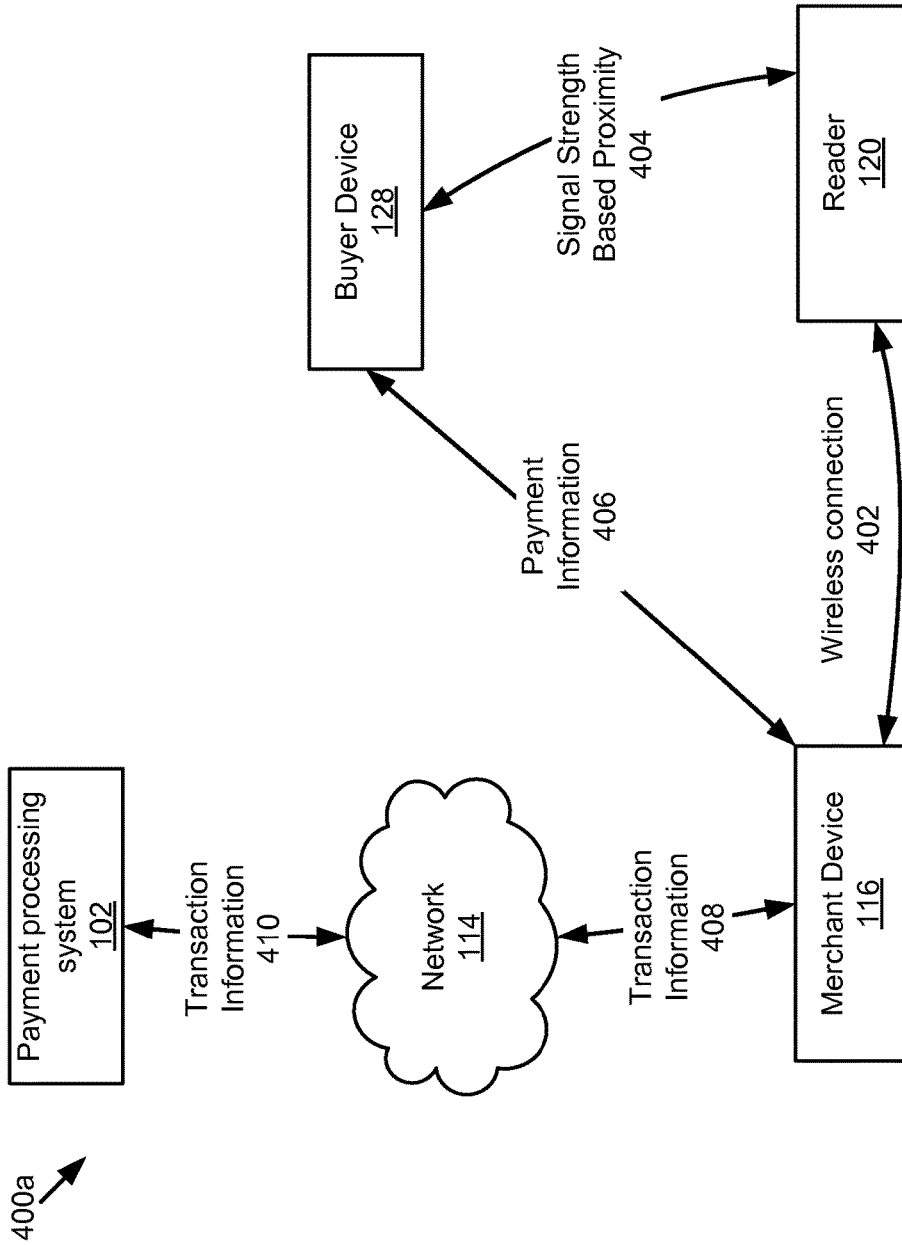 400a
Payment processing
system
102
Transaction
Information
410
Network
114
Transaction
Information
408
Merchant Device
116
Payment
Information
406
Wireless connection
402
Buyer Device
128
Signal Strength
Based Proximity
404
Reader
120